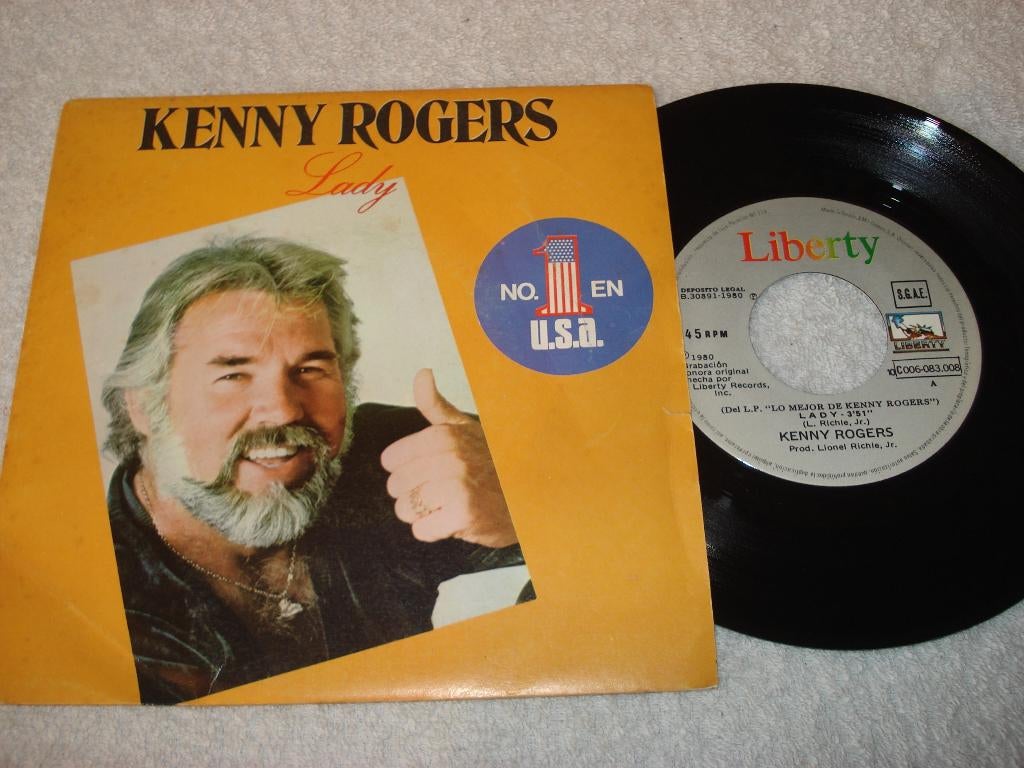 KENNY ROGERS
Lady
NO. 1 EN
U.S.A.
Liberty
DEPOSITO LEGAL
B.30891-1980 Ⓟ
S.G.A.E.
45 RPM
LIBERTY
Ⓟ 1980
Grabación
sonora original
hecha por
Liberty Records,
Inc.
10C006-083.008
A
(Del L.P. "LO MEJOR DE KENNY ROGERS")
LADY - 3'51"
(L. Richie, Jr.)
KENNY ROGERS
Prod. Lionel Richie, Jr.